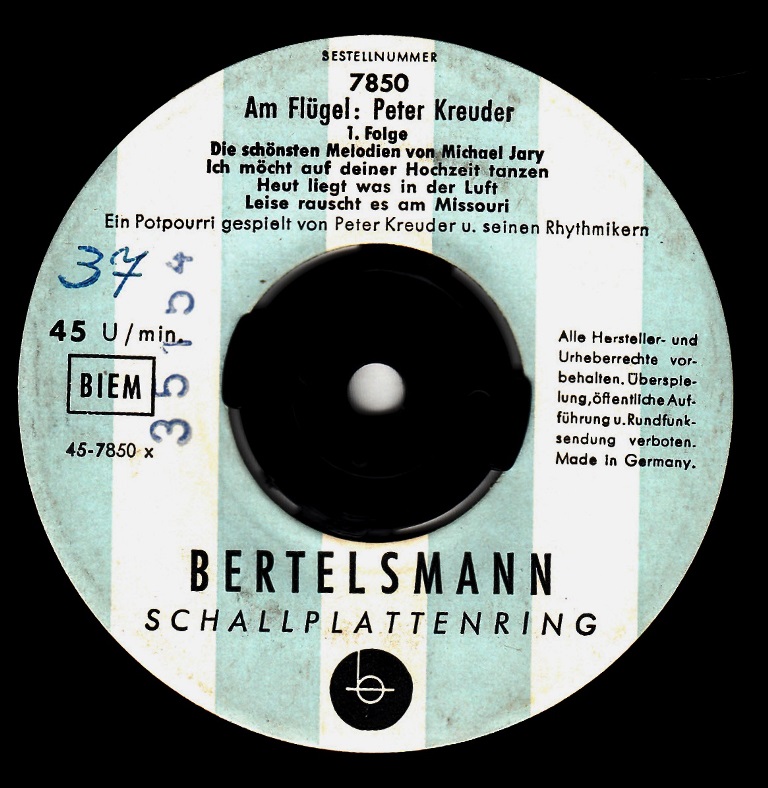 BESTELLNUMMER
7850
Am Flügel: Peter Kreuder
1. Folge
Die schönsten Melodien von Michael Jary
Ich möcht auf deiner Hochzeit tanzen
Heut liegt was in der Luft
Leise rauscht es am Missouri
Ein Potpourri gespielt von Peter Kreuder u. seinen Rhythmikern
37
35154
45 U/min.
BIEM
45-7850 x
Alle Hersteller- und
Urheberrechte vor-
behalten. Überspie-
lung, öffentliche Auf-
führung u. Rundfunk-
sendung verboten.
Made in Germany.
BERTELSMANN
SCHALLPLATTENRING
b